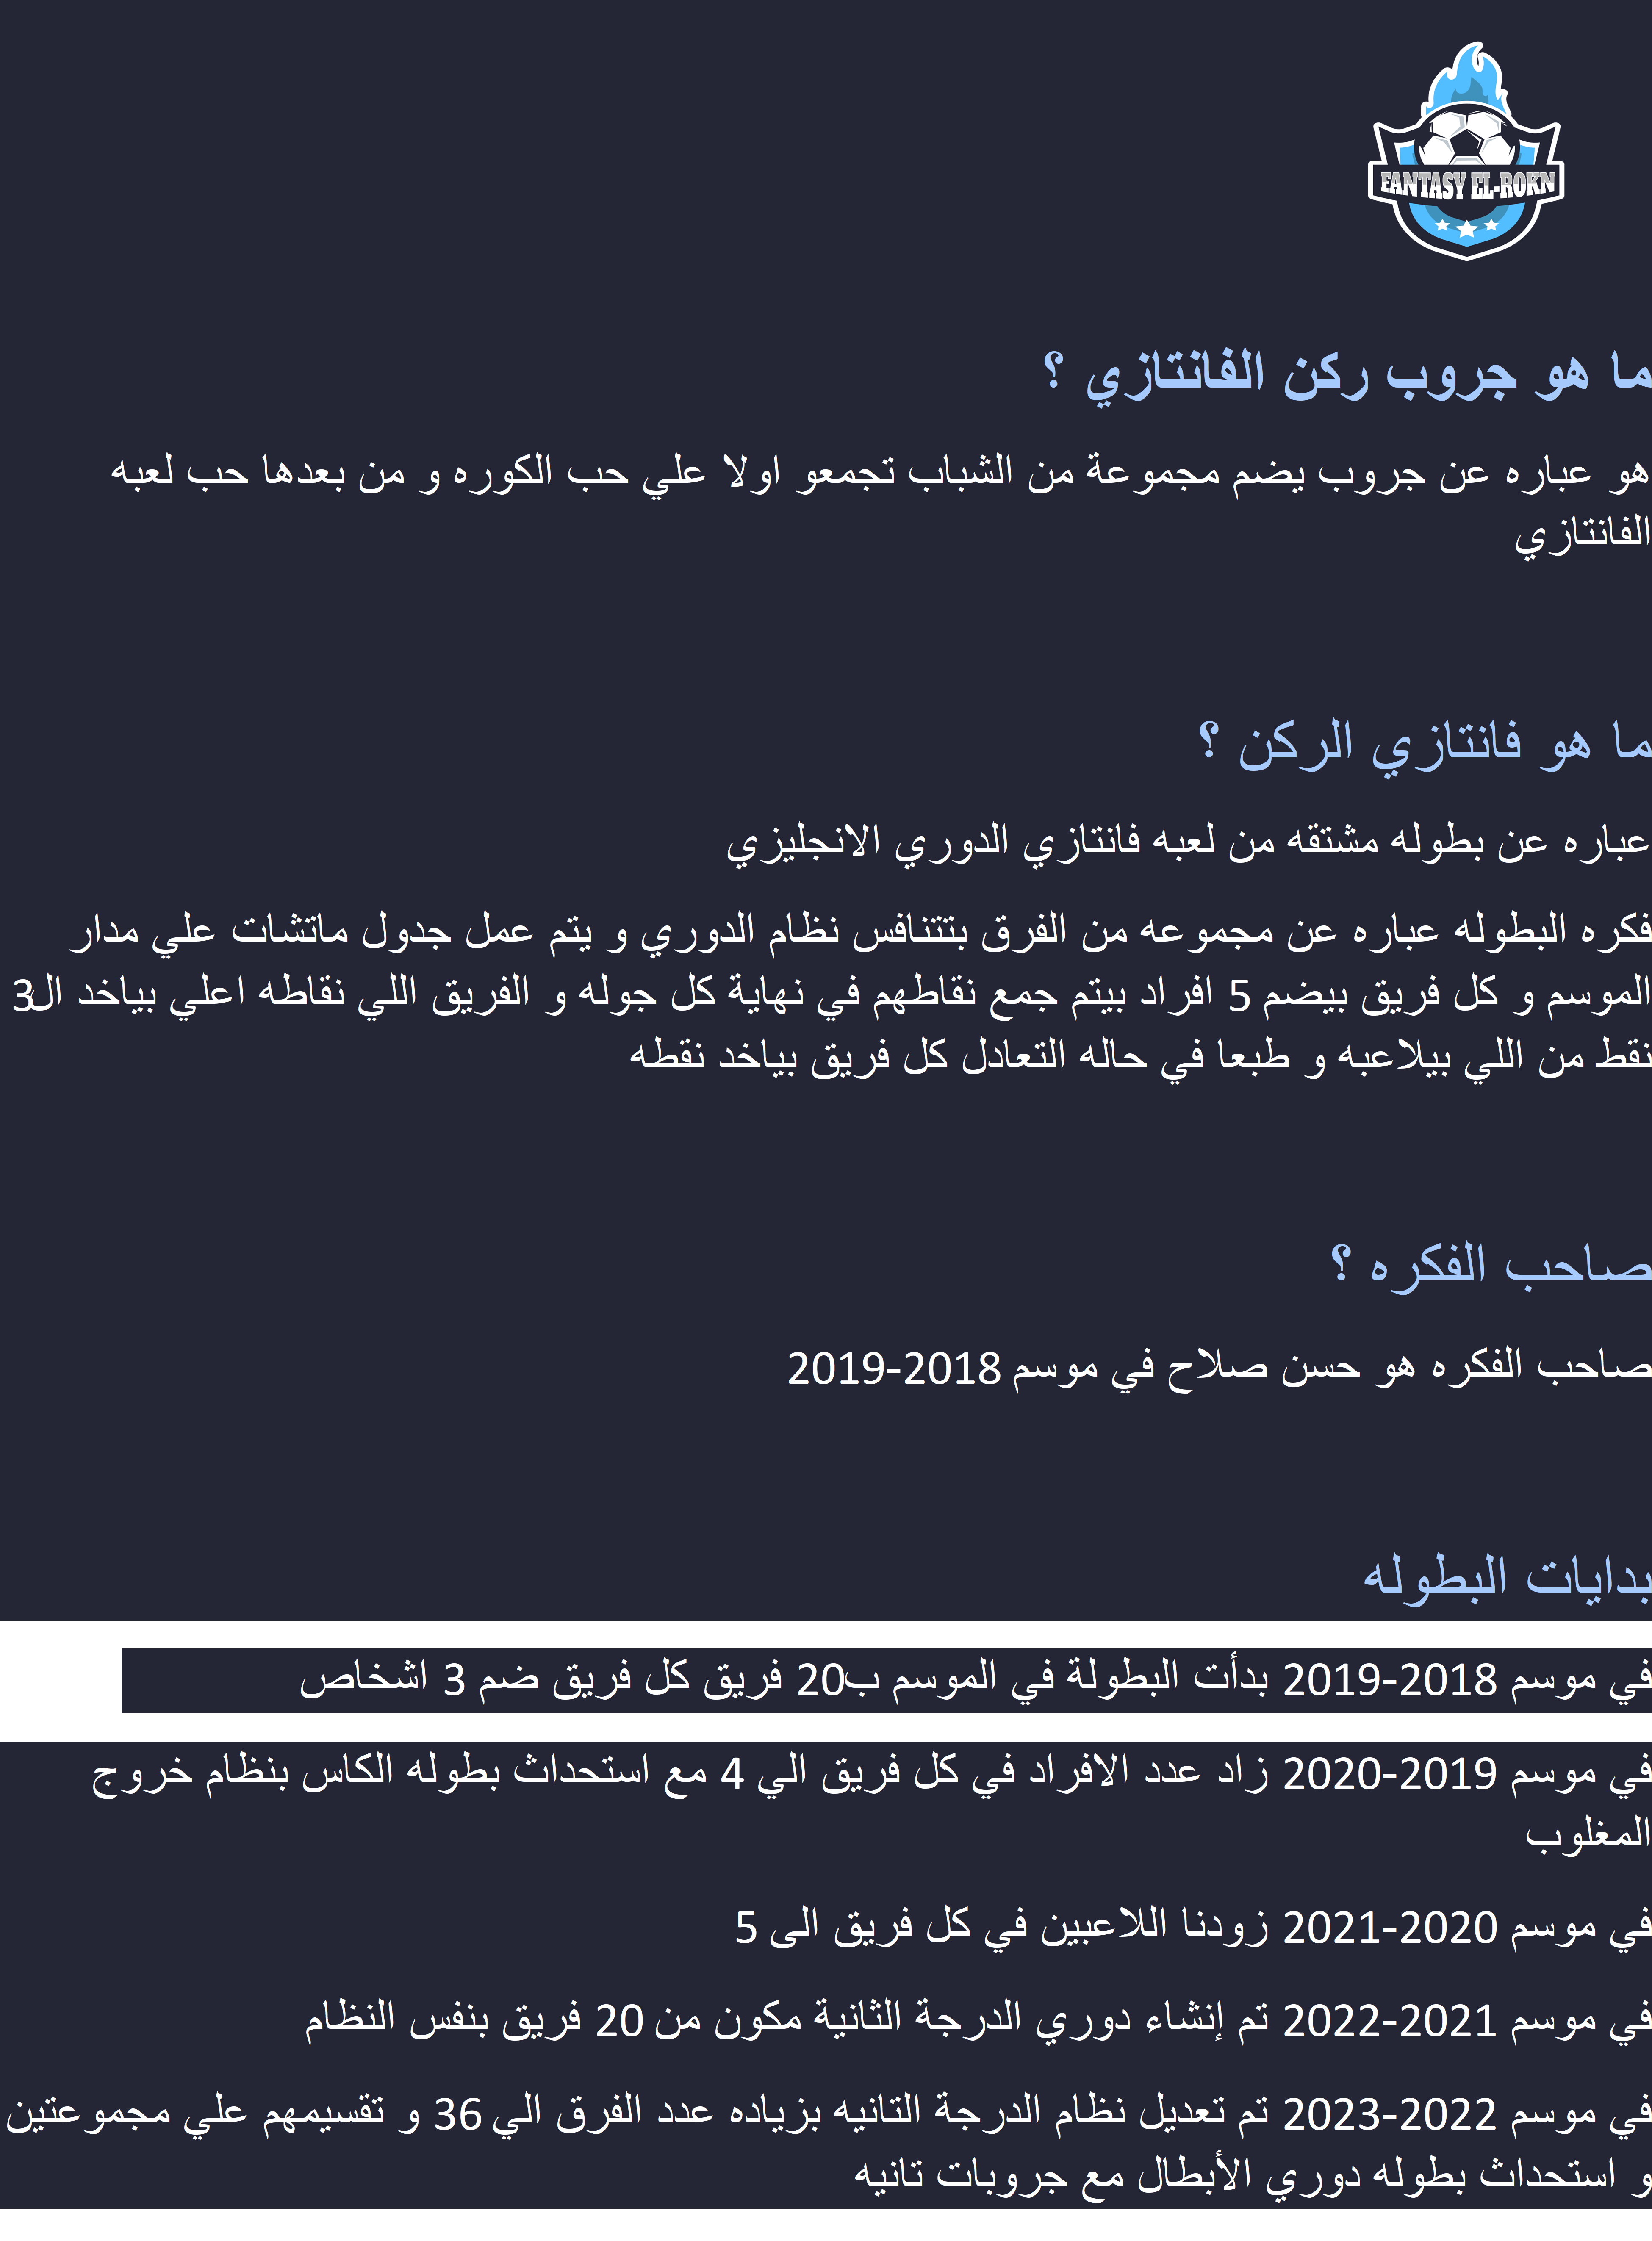 FANTASY EL-ROKN
ما هو جروب ركن الفانتازي ؟
هو عباره عن جروب يضم مجموعة من الشباب تجمعو اولا علي حب الكوره و من بعدها حب لعبه
الفانتازي
ما هو فانتازي الركن ؟
عباره عن بطوله مشتقه من لعبه فانتازي الدوري الانجليزي
فكره البطوله عباره عن مجموعه من الفرق بتتنافس نظام الدوري و يتم عمل جدول ماتشات علي مدار
الموسم و كل فريق بيضم 5 افراد بيتم جمع نقاطهم في نهاية كل جوله و الفريق اللي نقاطه اعلي بياخد ال3
نقط من اللي بيلاعبه و طبعا في حاله التعادل كل فريق بياخد نقطه
صاحب الفكره ؟
صاحب الفكره هو حسن صلاح في موسم 2018-2019
بدايات البطوله
في موسم 2018-2019 بدأت البطولة في الموسم ب20 فريق كل فريق ضم 3 اشخاص
في موسم 2019-2020 زاد عدد الافراد في كل فريق الي 4 مع استحداث بطوله الكاس بنظام خروج
المغلوب
في موسم 2020-2021 زودنا اللاعبين في كل فريق الى 5
في موسم 2021-2022 تم إنشاء دوري الدرجة الثانية مكون من 20 فريق بنفس النظام
في موسم 2022-2023 تم تعديل نظام الدرجة التانيه بزياده عدد الفرق الي 36 و تقسيمهم علي مجموعتين
و استحداث بطوله دوري الأبطال مع جروبات تانيه